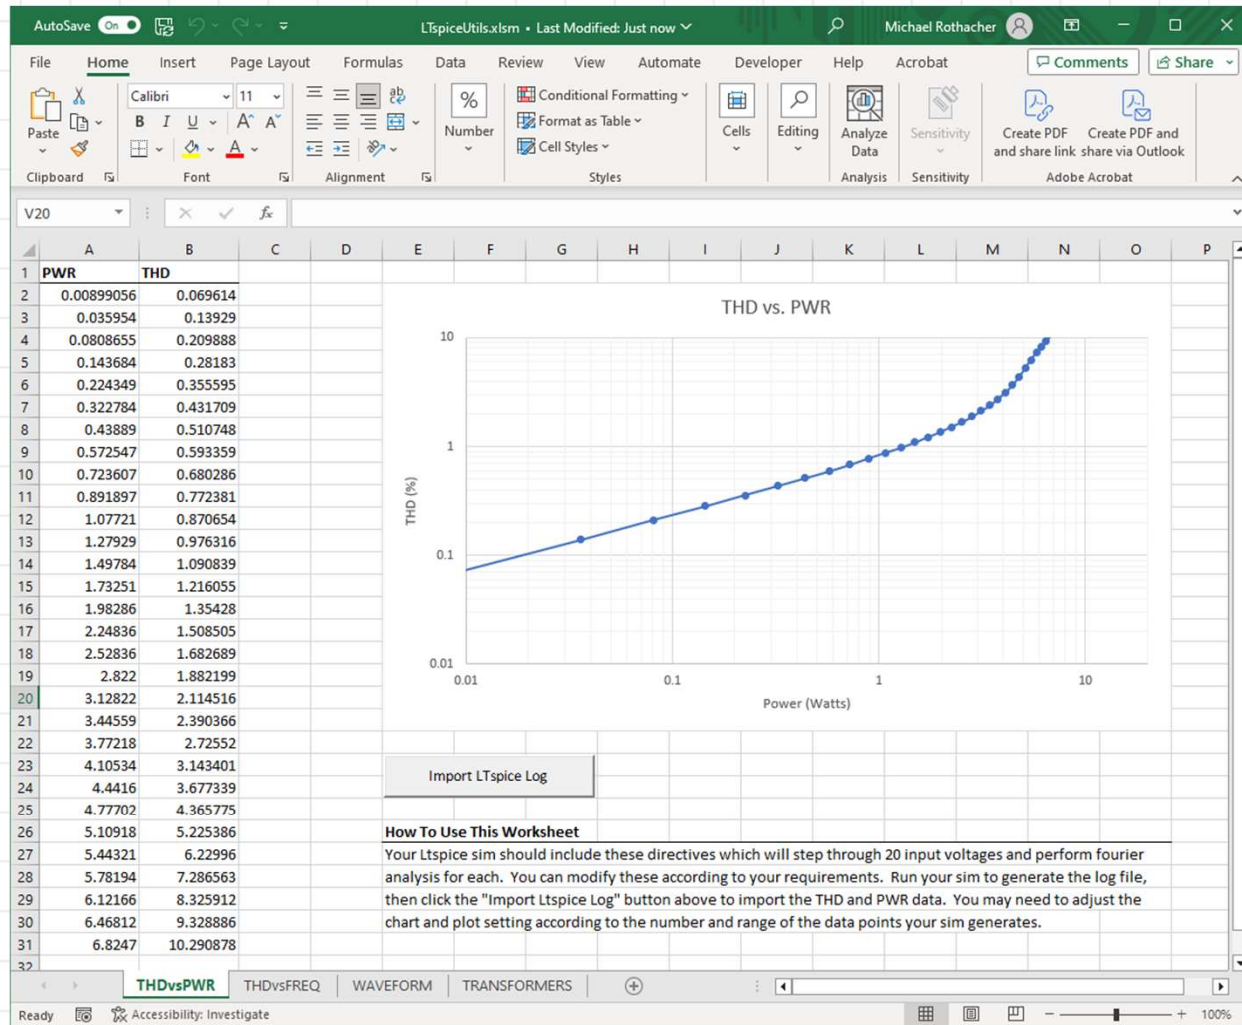 AutoSave On LTspiceUtils.xlsm • Last Modified: Just now Michael Rothacher
File Home Insert Page Layout Formulas Data Review View Automate Developer Help Acrobat Comments Share
Paste
Clipboard
Calibri 11
B I U A A
A
Font
ab
Alignment
%
Number
Conditional Formatting
Format as Table
Cell Styles
Styles
Cells
Editing
Analyze
Data
Analysis
Sensitivity
Sensitivity
Create PDF
and share link
Create PDF and
share via Outlook
Adobe Acrobat
V20 fx
A B C D E F G H I J K L M N O P
1 PWR THD
2 0.00899056 0.069614
3 0.035954 0.13929
4 0.0808655 0.209888
5 0.143684 0.28183
6 0.224349 0.355595
7 0.322784 0.431709
8 0.43889 0.510748
9 0.572547 0.593359
10 0.723607 0.680286
11 0.891897 0.772381
12 1.07721 0.870654
13 1.27929 0.976316
14 1.49784 1.090839
15 1.73251 1.216055
16 1.98286 1.35428
17 2.24836 1.508505
18 2.52836 1.682689
19 2.822 1.882199
20 3.12822 2.114516
21 3.44559 2.390366
22 3.77218 2.72552
23 4.10534 3.143401
24 4.4416 3.677339
25 4.77702 4.365775
26 5.10918 5.225386
27 5.44321 6.22996
28 5.78194 7.286563
29 6.12166 8.325912
30 6.46812 9.328886
31 6.8247 10.290878
32
THD vs. PWR
10
1
0.1
0.01
THD (%)
0.01 0.1 1 10
Power (Watts)
Import LTspice Log
How To Use This Worksheet
Your Ltspice sim should include these directives which will step through 20 input voltages and perform fourier
analysis for each. You can modify these according to your requirements. Run your sim to generate the log file,
then click the "Import Ltspice Log" button above to import the THD and PWR data. You may need to adjust the
chart and plot setting according to the number and range of the data points your sim generates.
THDvsPWR THDvsFREQ WAVEFORM TRANSFORMERS
Ready Accessibility: Investigate 100%